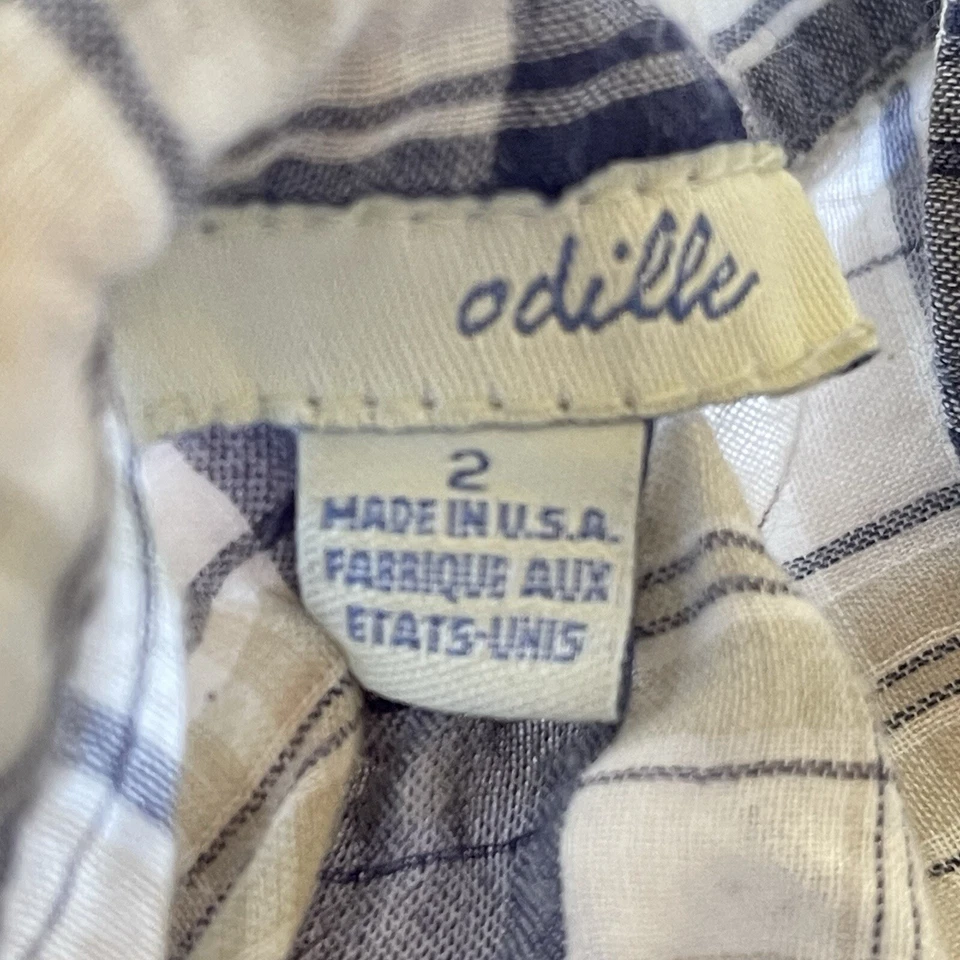 odille
2
MADE IN U.S.A.
FABRIQUE AUX
ETATS-UNIS